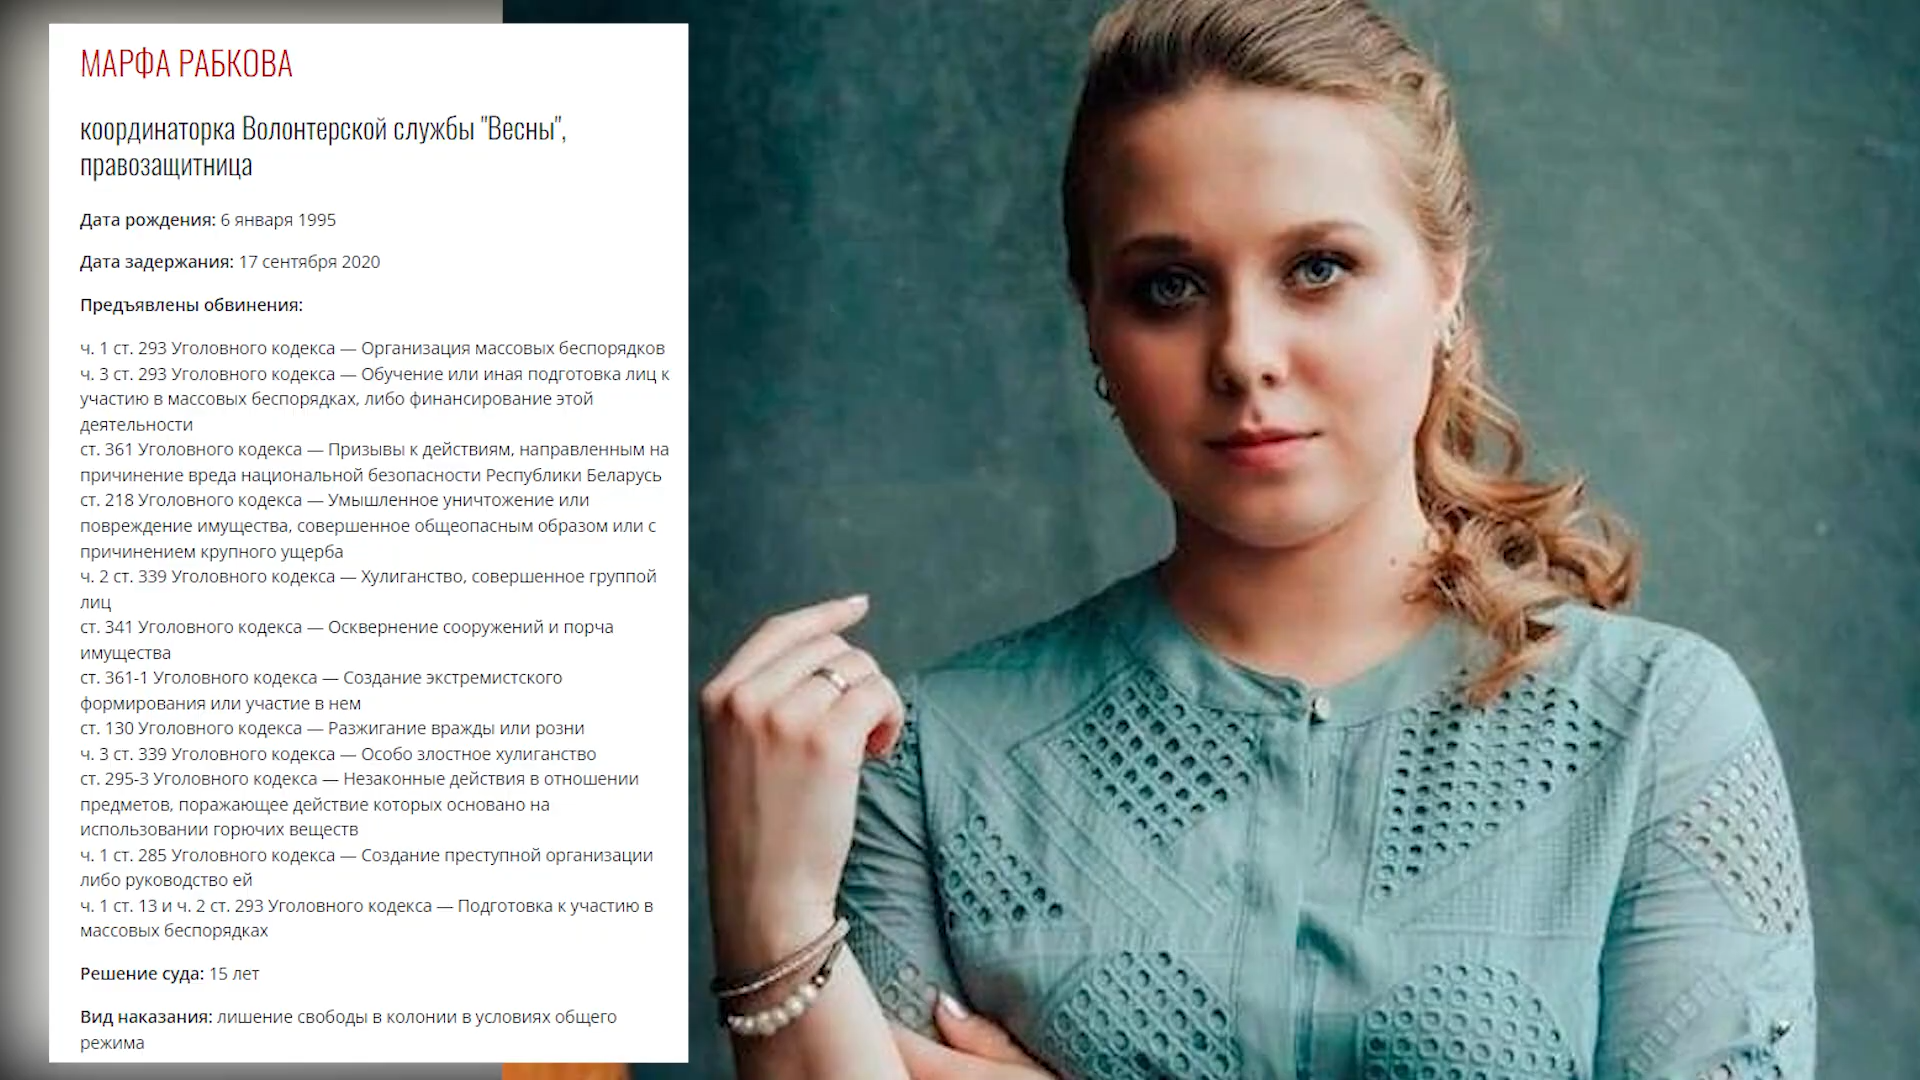 МАРФА РАБКОВА
координаторка Волонтерской службы "Весны",
правозащитница
Дата рождения: 6 января 1995
Дата задержания: 17 сентября 2020
Предъявлены обвинения:
ч. 1 ст. 293 Уголовного кодекса — Организация массовых беспорядков
ч. 3 ст. 293 Уголовного кодекса — Обучение или иная подготовка лиц к
участию в массовых беспорядках, либо финансирование этой
деятельности
ст. 361 Уголовного кодекса — Призывы к действиям, направленным на
причинение вреда национальной безопасности Республики Беларусь
ст. 218 Уголовного кодекса — Умышленное уничтожение или
повреждение имущества, совершенное общеопасным образом или с
причинением крупного ущерба
ч. 2 ст. 339 Уголовного кодекса — Хулиганство, совершенное группой
лиц
ст. 341 Уголовного кодекса — Осквернение сооружений и порча
имущества
ст. 361-1 Уголовного кодекса — Создание экстремистского
формирования или участие в нем
ст. 130 Уголовного кодекса — Разжигание вражды или розни
ч. 3 ст. 339 Уголовного кодекса — Особо злостное хулиганство
ст. 295-3 Уголовного кодекса — Незаконные действия в отношении
предметов, поражающее действие которых основано на
использовании горючих веществ
ч. 1 ст. 285 Уголовного кодекса — Создание преступной организации
либо руководство ей
ч. 1 ст. 13 и ч. 2 ст. 293 Уголовного кодекса — Подготовка к участию в
массовых беспорядках
Решение суда: 15 лет
Вид наказания: лишение свободы в колонии в условиях общего
режима